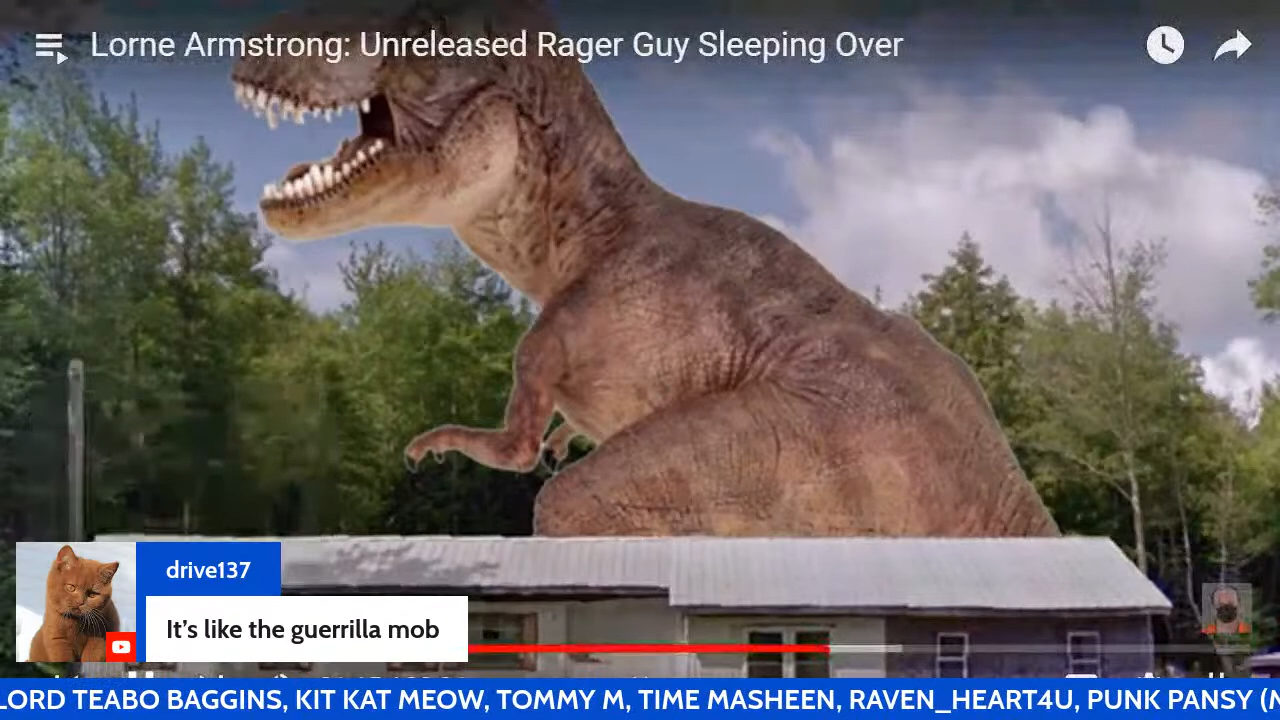 Lorne Armstrong: Unreleased Rager Guy Sleeping Over
drive137
It's like the guerrilla mob
LORD TEABO BAGGINS, KIT KAT MEOW, TOMMY M, TIME MASHEEN, RAVEN_HEART4U, PUNK PANSY (M